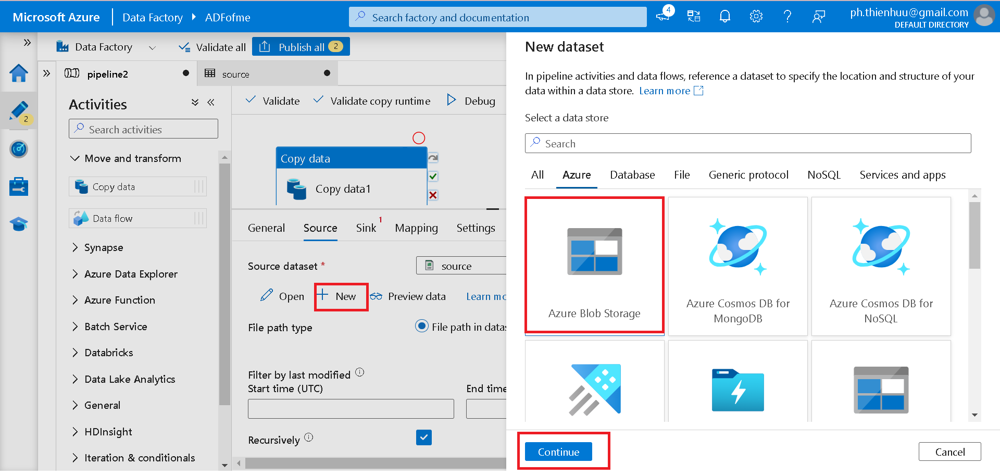 Microsoft Azure
Data Factory
ADFofme
Search factory and documentation
4
ph.thienhuu@gmail.com
DEFAULT DIRECTORY
Data Factory
Validate all
Publish all
2
pipeline2
source
2
Activities
Search activities
Move and transform
Copy data
Data flow
Synapse
Azure Data Explorer
Azure Function
Batch Service
Databricks
Data Lake Analytics
General
HDInsight
Iteration & conditionals
Validate
Validate copy runtime
Debug
Copy data
Copy data1
General
Source
Sink
1
Mapping
Settings
Source dataset *
source
Open
New
Preview data
Learn mo
File path type
File path in datas
Filter by last modified
Start time (UTC)
End time
Recursively
New dataset
In pipeline activities and data flows, reference a dataset to specify the location and structure of your
data within a data store. Learn more
Select a data store
Search
All
Azure
Database
File
Generic protocol
NoSQL
Services and apps
Azure Blob Storage
Azure Cosmos DB for
MongoDB
Azure Cosmos DB for
NoSQL
Continue
Cancel